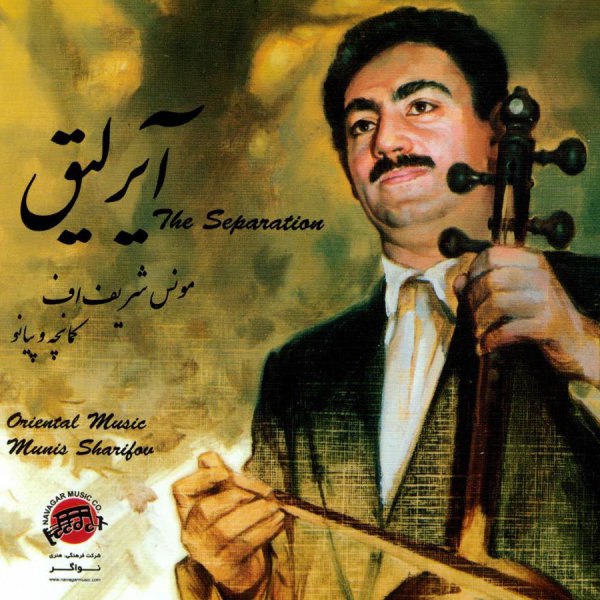 آیرلیق
The Separation
مونس شریف اف
کمانچه و پیانو
Oriental Music
Munis Sharifov
NAVAGAR MUSIC CO.
شرکت فرهنگی، هنری
نواگر
www.navagarmusic.com